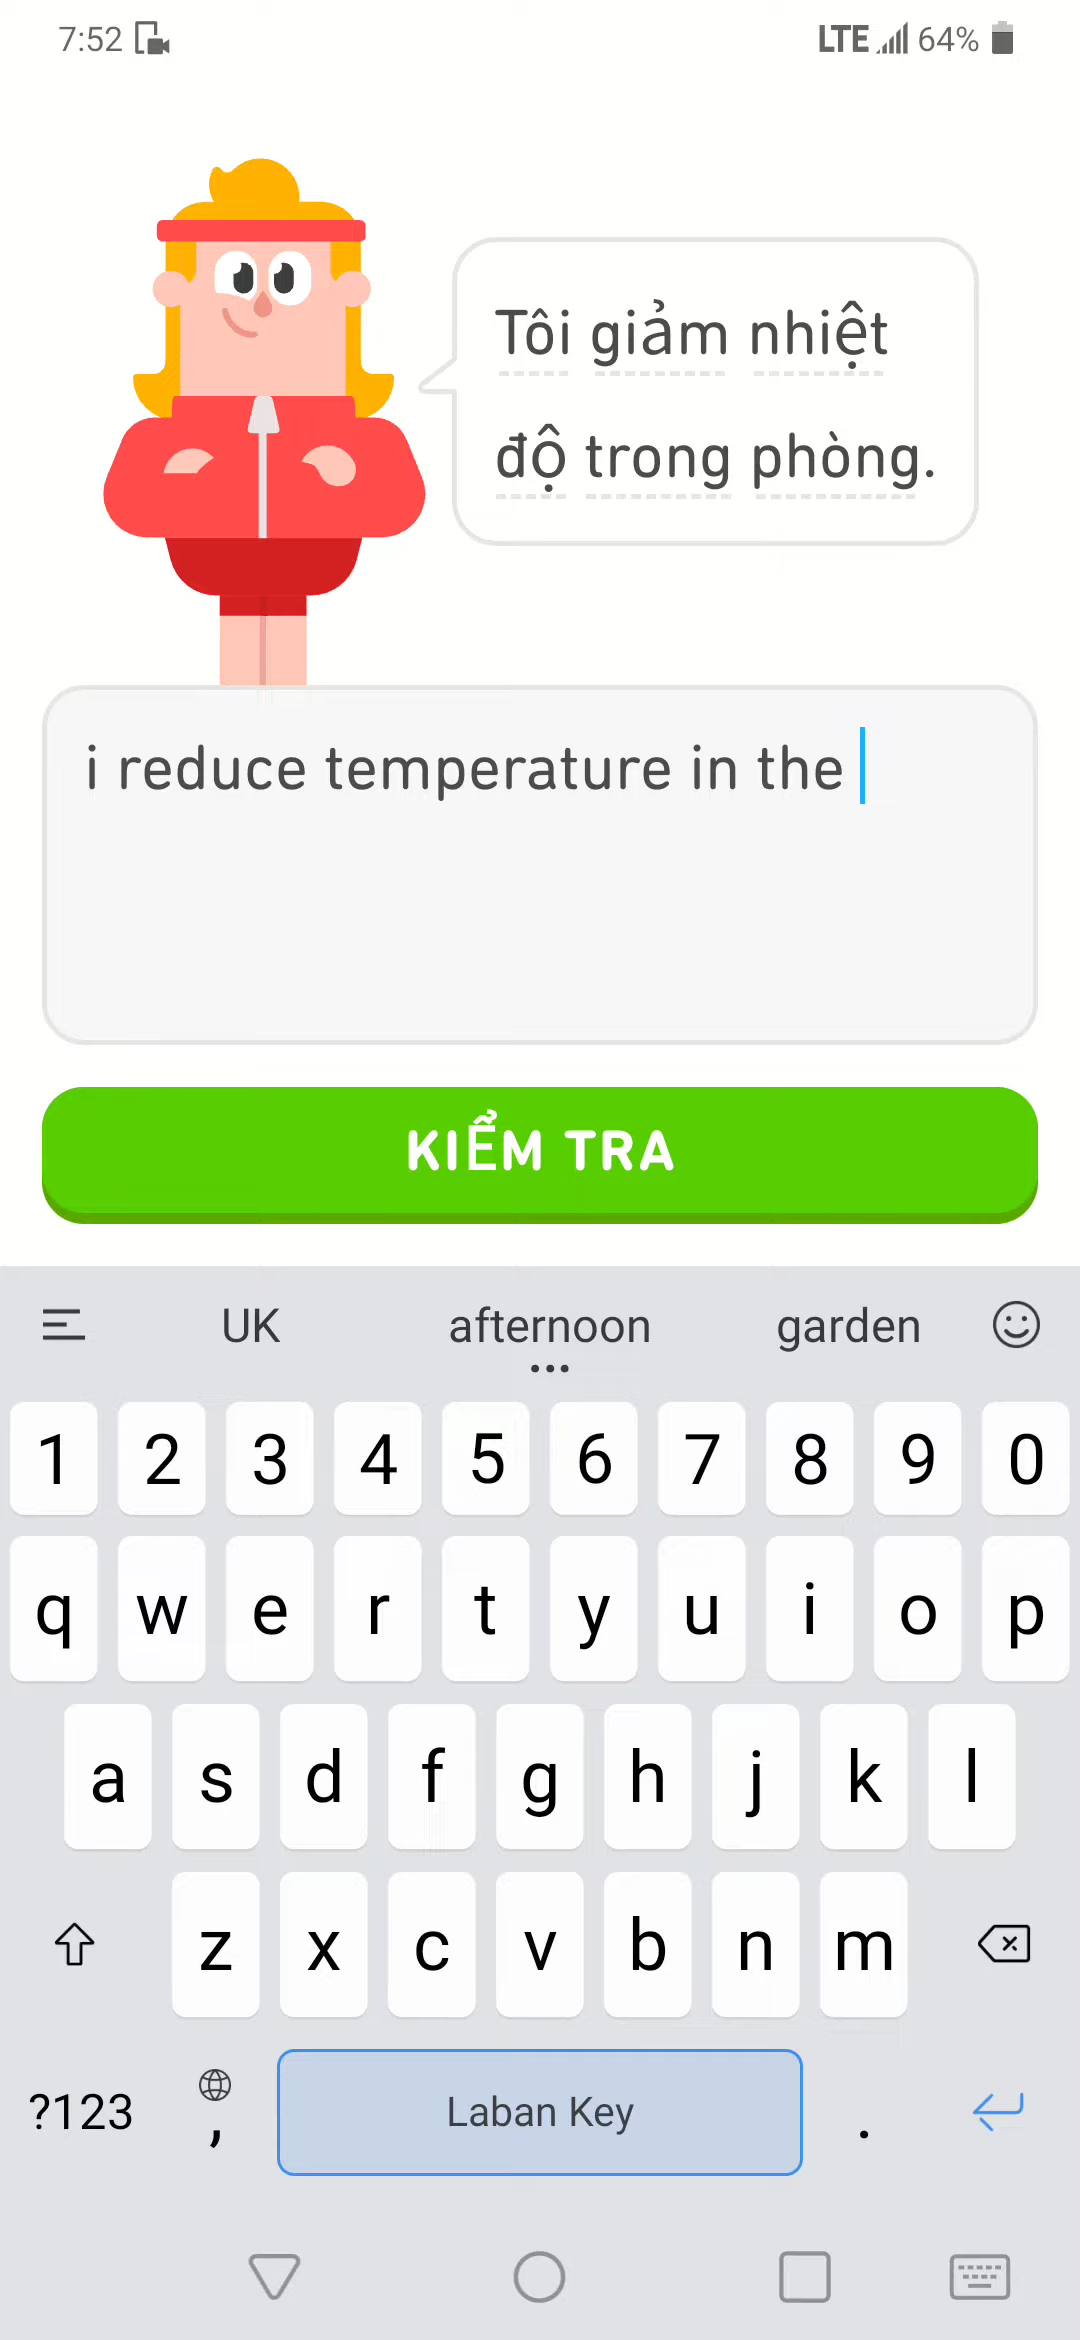 7:52 LTE 64%
Tôi giảm nhiệt
độ trong phòng.
i reduce temperature in the
KIỂM TRA
UK afternoon garden
1 2 3 4 5 6 7 8 9 0
q w e r t y u i o p
a s d f g h j k l
z x c v b n m
?123 , Laban Key .